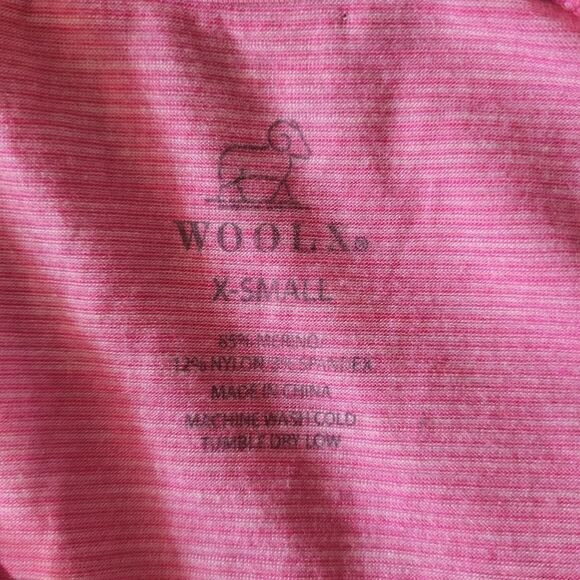 WOOLX®
X-SMALL
85% MERINO
12% NYLON 3% SPANDEX
MADE IN CHINA
MACHINE WASH COLD
TUMBLE DRY LOW